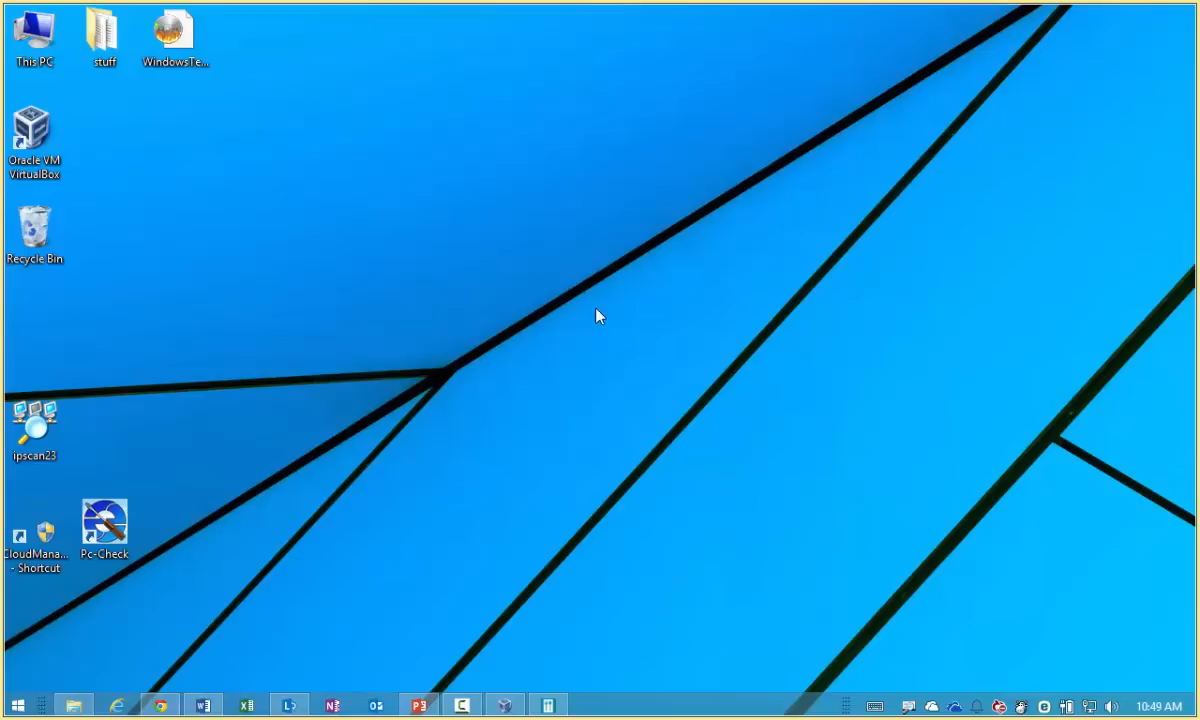 This PC
stuff
WindowsTe...
Oracle VM
VirtualBox
Recycle Bin
ipscan23
CloudMana...
- Shortcut
Pc-Check
10:49 AM